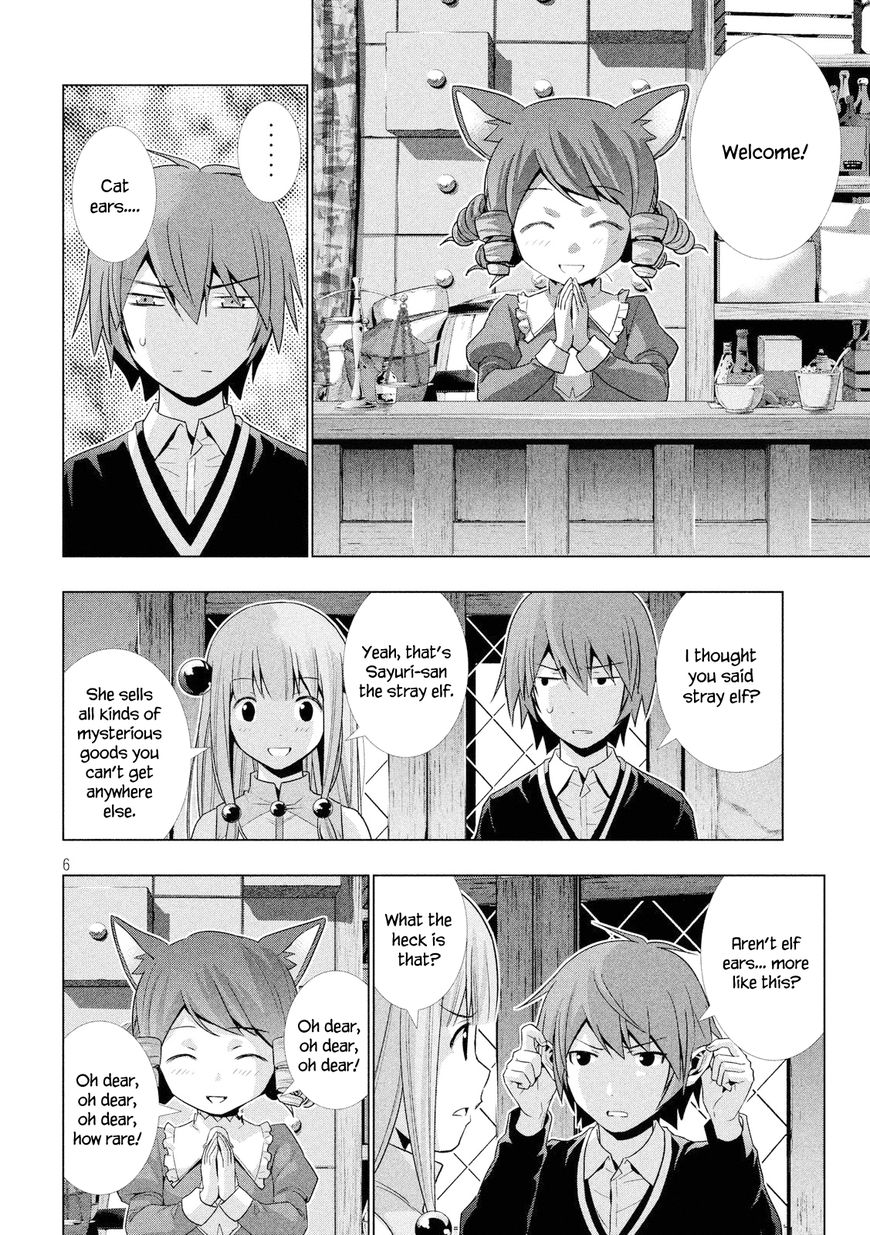 Welcome!
......
Cat
ears....
I thought
you said
stray elf?
Yeah, that's
Sayuri-san
the stray elf.
She sells
all kinds of
mysterious
goods you
can't get
anywhere
else.
6
Aren't elf
ears... more
like this?
What the
heck is
that?
Oh dear,
oh dear,
oh dear!
Oh dear,
oh dear,
oh dear,
how rare!